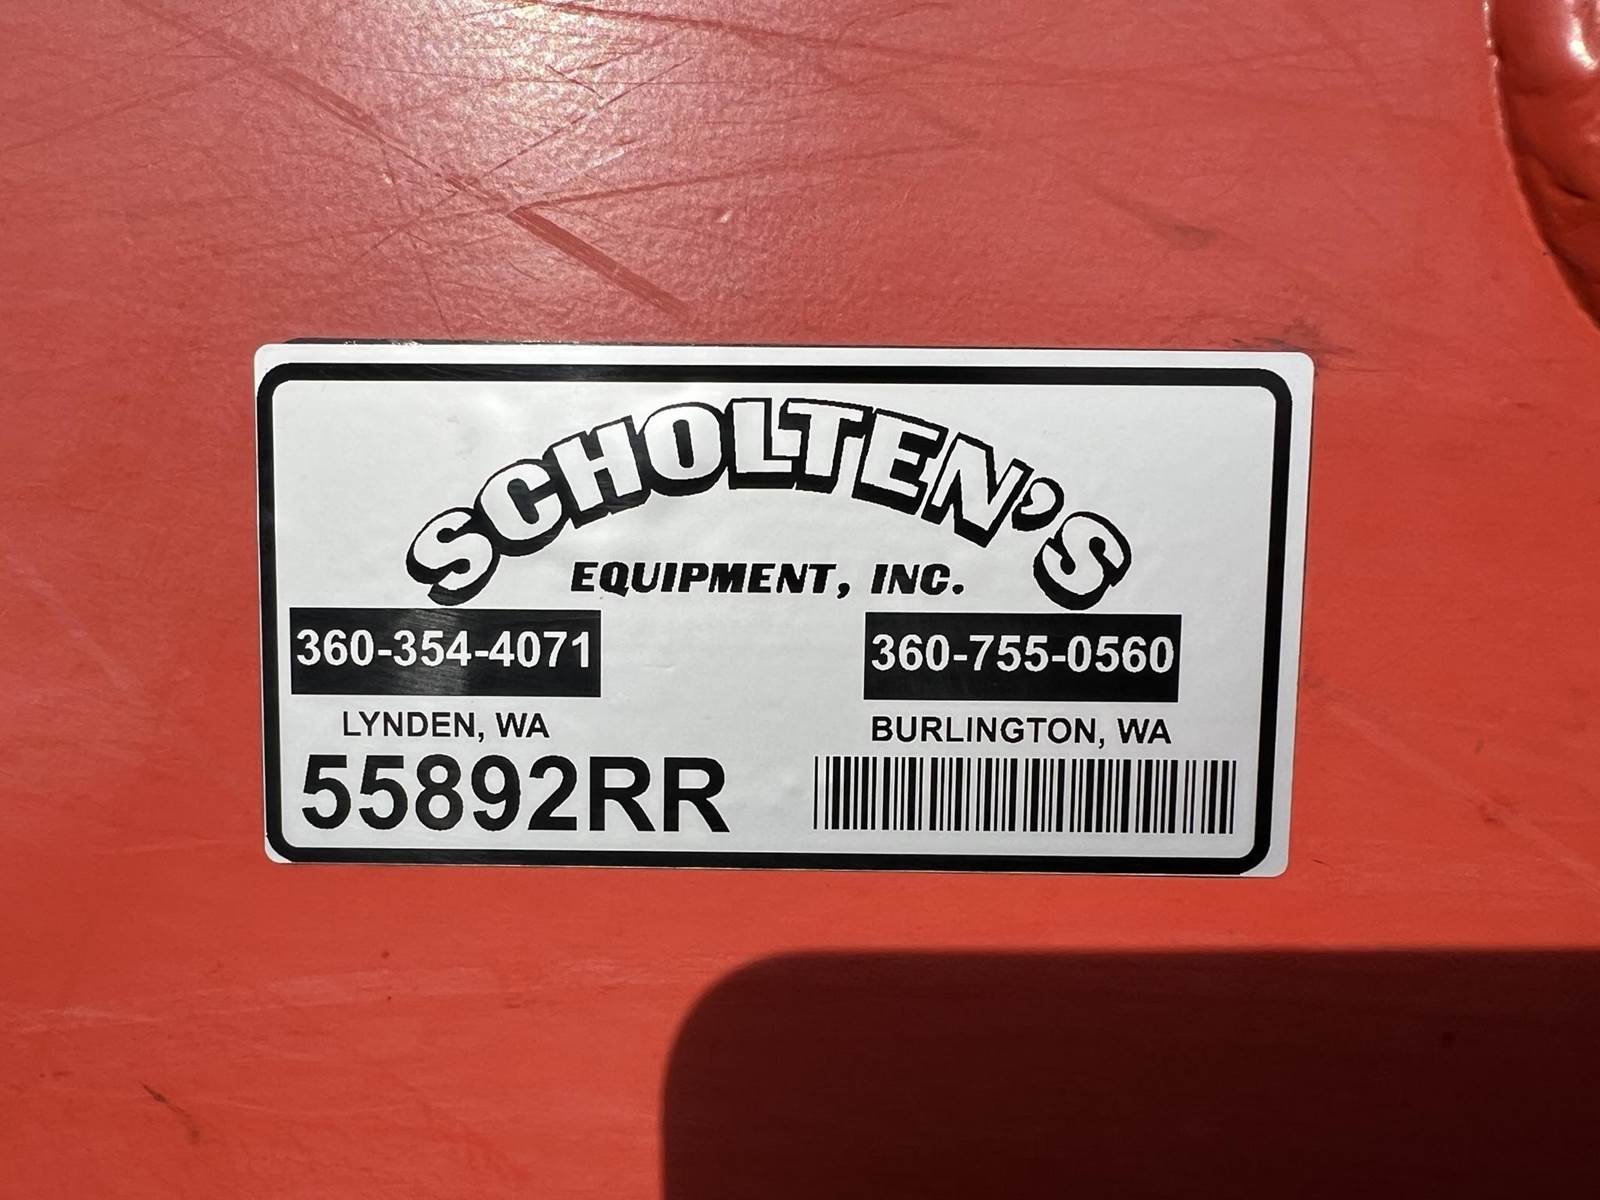 SCHOLTEN'S
EQUIPMENT, INC.
360-354-4071 360-755-0560
LYNDEN, WA BURLINGTON, WA
55892RR